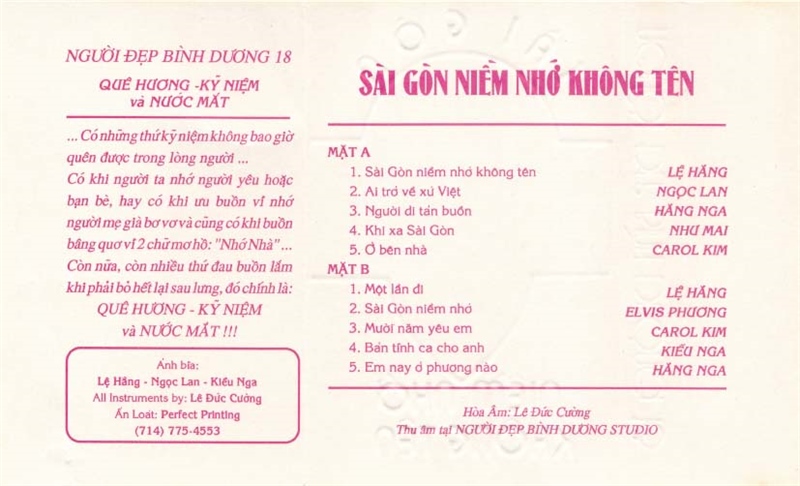 NGƯỜI ĐẸP BÌNH DƯƠNG 18
QUÊ HƯƠNG -KỶ NIỆM
và NƯỚC MẮT
... Có những thứ kỷ niệm không bao giờ
quên được trong lòng người ...
Có khi người ta nhớ người yêu hoặc
bạn bè, hay có khi ưu buồn vì nhớ
người mẹ già bơ vơ và cũng có khi buồn
bâng quơ vì 2 chữ mơ hồ: "Nhớ Nhà"...
Còn nữa, còn nhiều thứ đau buồn lắm
khi phải bỏ hết lại sau lưng, đó chính là:
QUÊ HƯƠNG - KỶ NIỆM
và NƯỚC MẮT !!!
Ảnh bìa:
Lệ Hằng - Ngọc Lan - Kiều Nga
All Instruments by: Lê Đức Cường
Ấn Loát: Perfect Printing
(714) 775-4553
SÀI GÒN NIỀM NHỚ KHÔNG TÊN
MẶT A
1. Sài Gòn niềm nhớ không tên LỆ HẰNG
2. Ai trở về xứ Việt NGỌC LAN
3. Người di tản buồn HẰNG NGA
4. Khi xa Sài Gòn NHƯ MAI
5. Ở bên nhà CAROL KIM
MẶT B
1. Một lần đi LỆ HẰNG
2. Sài Gòn niềm nhớ ELVIS PHƯƠNG
3. Mười năm yêu em CAROL KIM
4. Bản tình ca cho anh KIỀU NGA
5. Em nay ở phương nào HẰNG NGA
Hòa Âm: Lê Đức Cường
Thu âm tại NGƯỜI ĐẸP BÌNH DƯƠNG STUDIO